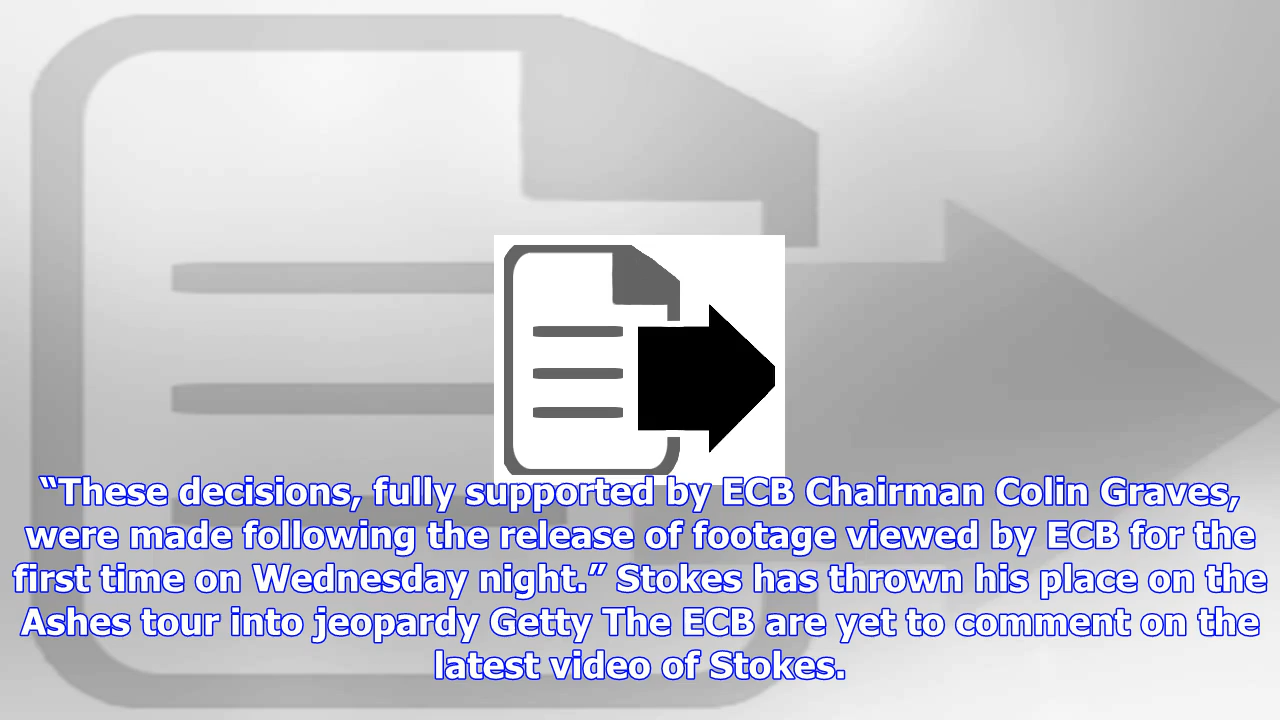 “These decisions, fully supported by ECB Chairman Colin Graves,
were made following the release of footage viewed by ECB for the
first time on Wednesday night.” Stokes has thrown his place on the
Ashes tour into jeopardy Getty The ECB are yet to comment on the
latest video of Stokes.